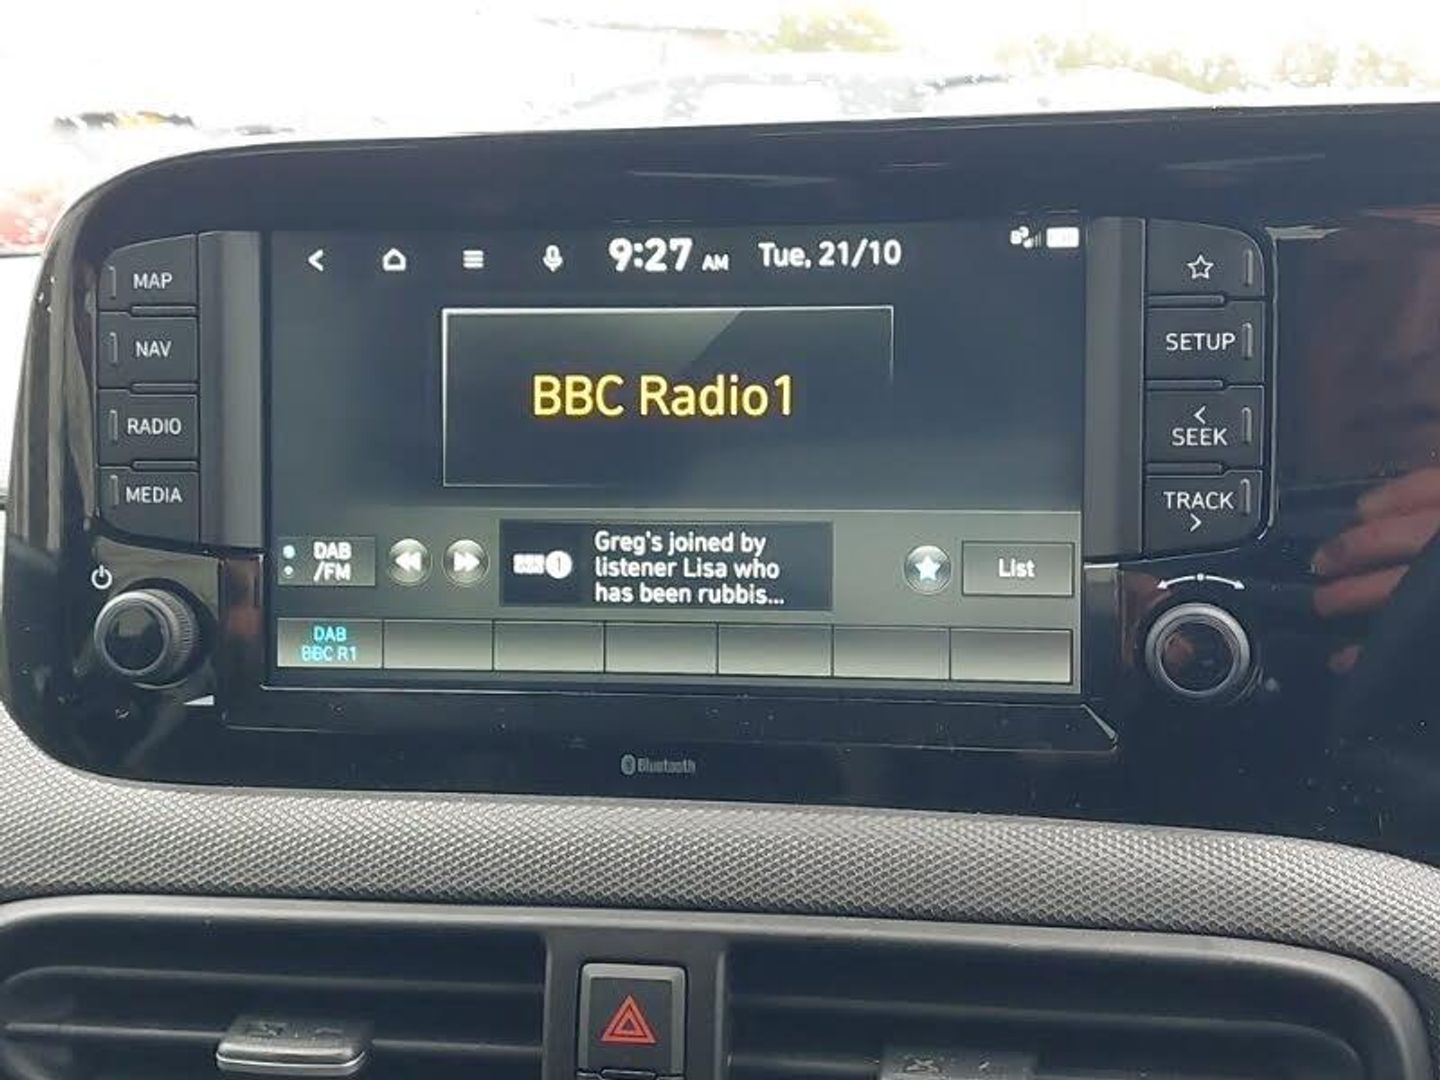 9:27 AM Tue, 21/10
MAP
NAV
RADIO
MEDIA
BBC Radio1
SETUP
<
SEEK
TRACK
>
DAB
/FM
1
Greg's joined by
listener Lisa who
has been rubbis...
List
DAB
BBC R1
Bluetooth